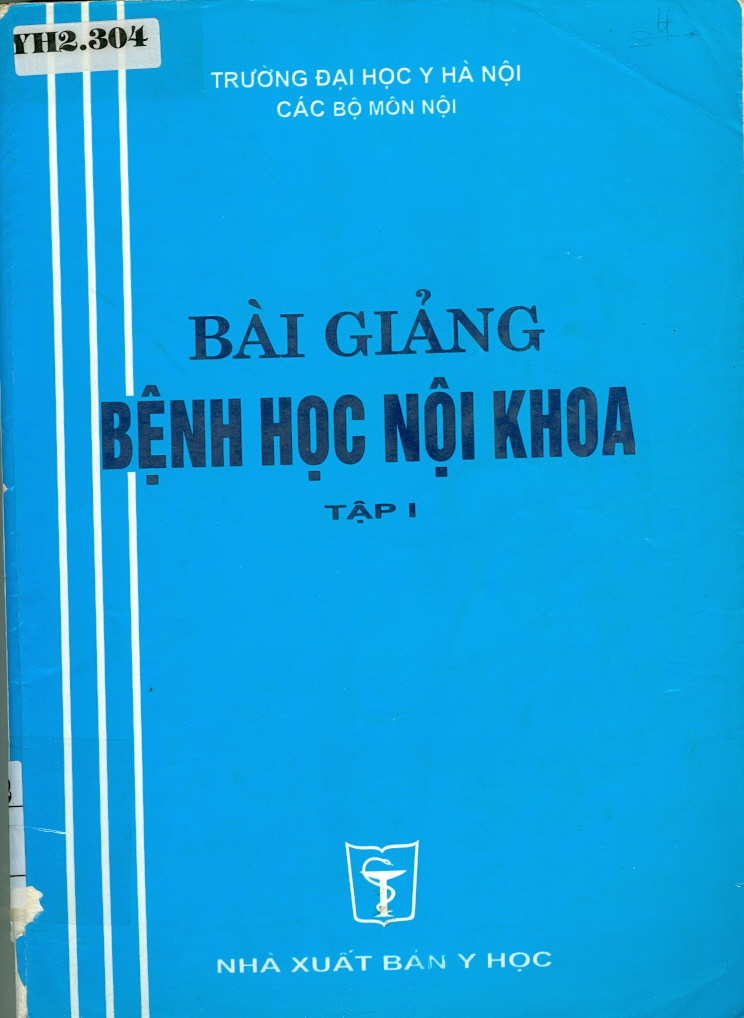 YH2.304
TRƯỜNG ĐẠI HỌC Y HÀ NỘI
CÁC BỘ MÔN NỘI
BÀI GIẢNG
BỆNH HỌC NỘI KHOA
TẬP I
NHÀ XUẤT BẢN Y HỌC